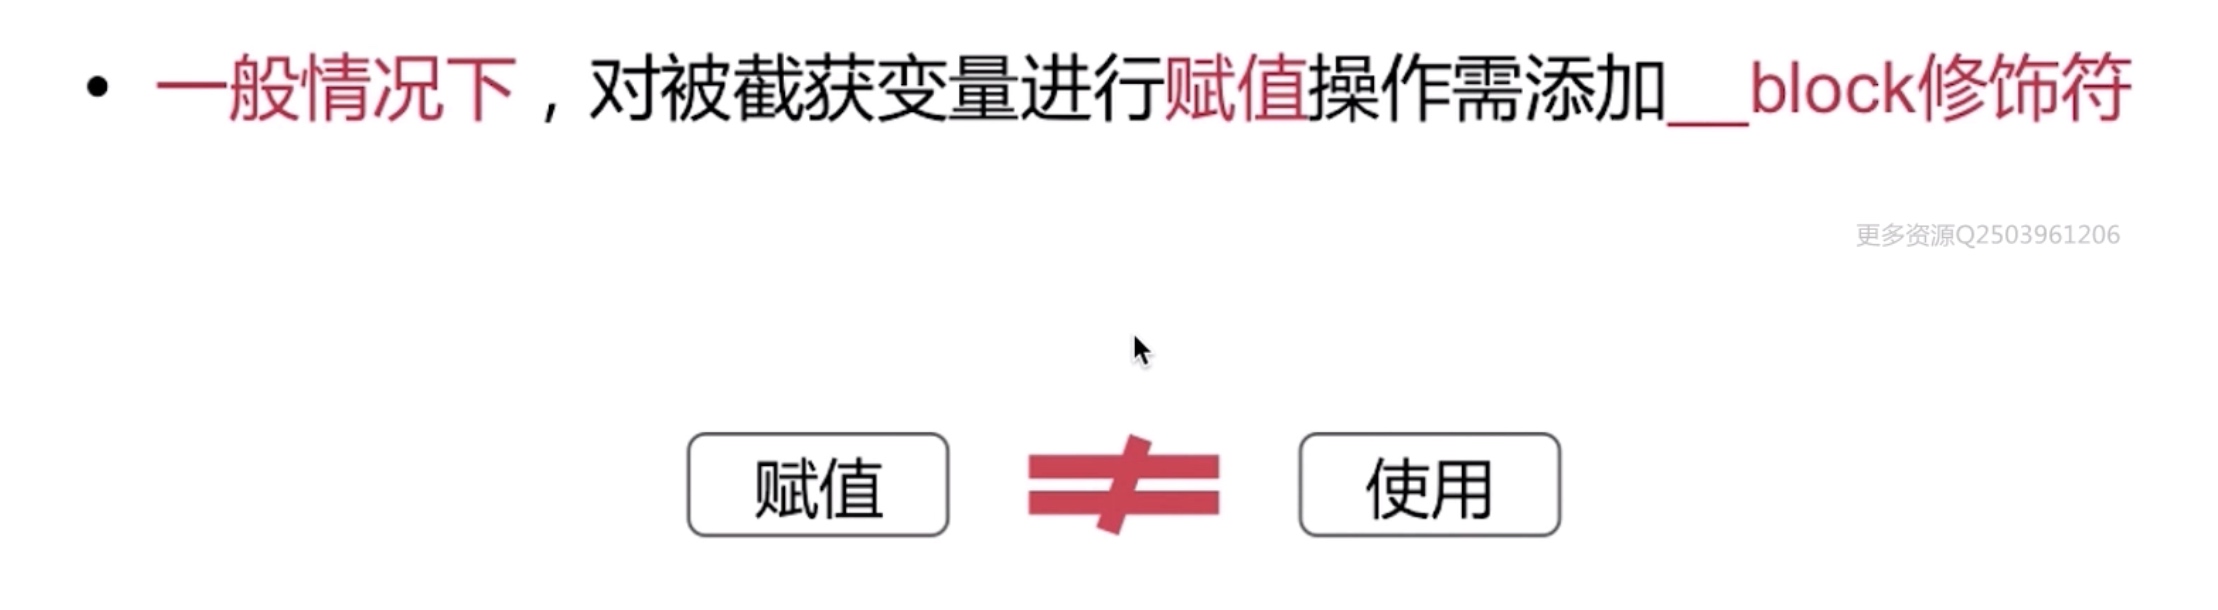 • 一般情况下，对被截获变量进行赋值操作需添加__block修饰符
更多资源Q2503961206
赋值 ≠ 使用